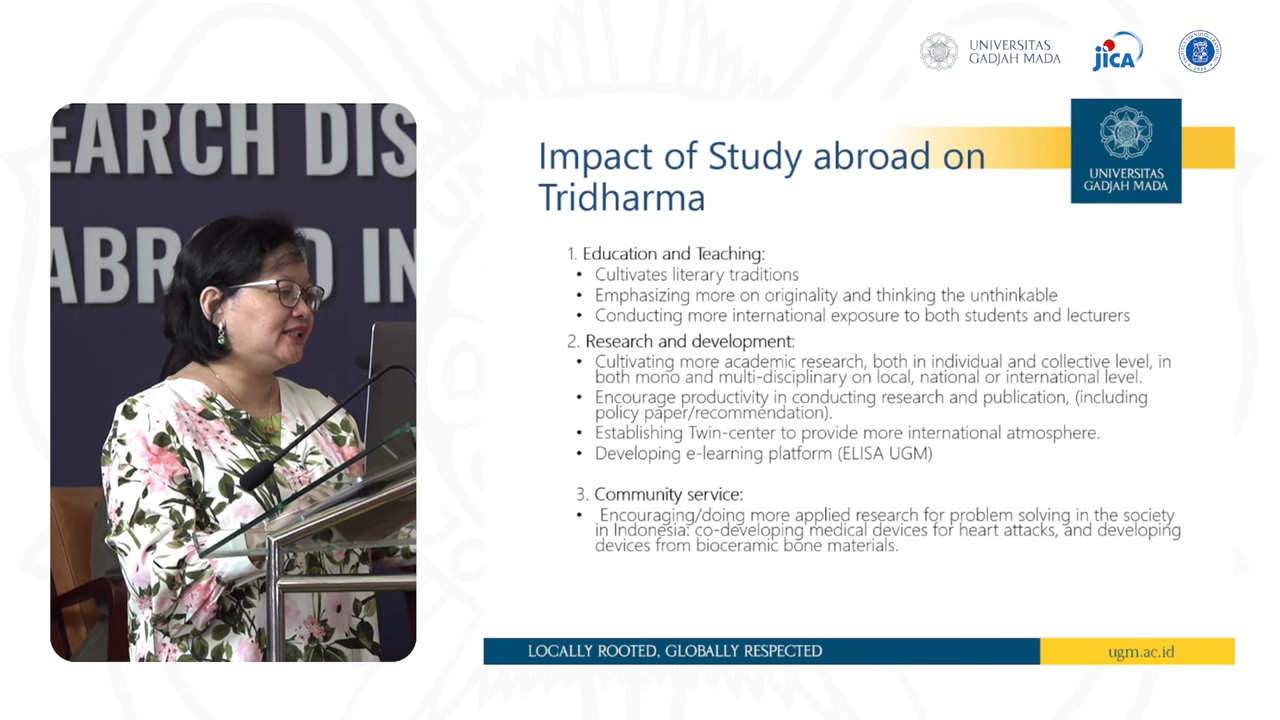 UNIVERSITAS
GADJAH MADA
JICA
EARCH DIS
ABR D IN
Impact of Study abroad on
Tridharma
UNIVERSITAS
GADJAH MADA
1. Education and Teaching:
• Cultivates literary traditions
• Emphasizing more on originality and thinking the unthinkable
• Conducting more international exposure to both students and lecturers
2. Research and development:
• Cultivating more academic research, both in individual and collective level, in
both mono and multi-disciplinary on local, national or international level.
• Encourage productivity in conducting research and publication, (including
policy paper/recommendation).
• Establishing Twin-center to provide more international atmosphere.
• Developing e-learning platform (ELISA UGM)
3. Community service:
• Encouraging/doing more applied research for problem solving in the society
in Indonesia: co-developing medical devices for heart attacks, and developing
devices from bioceramic bone materials.
LOCALLY ROOTED, GLOBALLY RESPECTED
ugm.ac.id